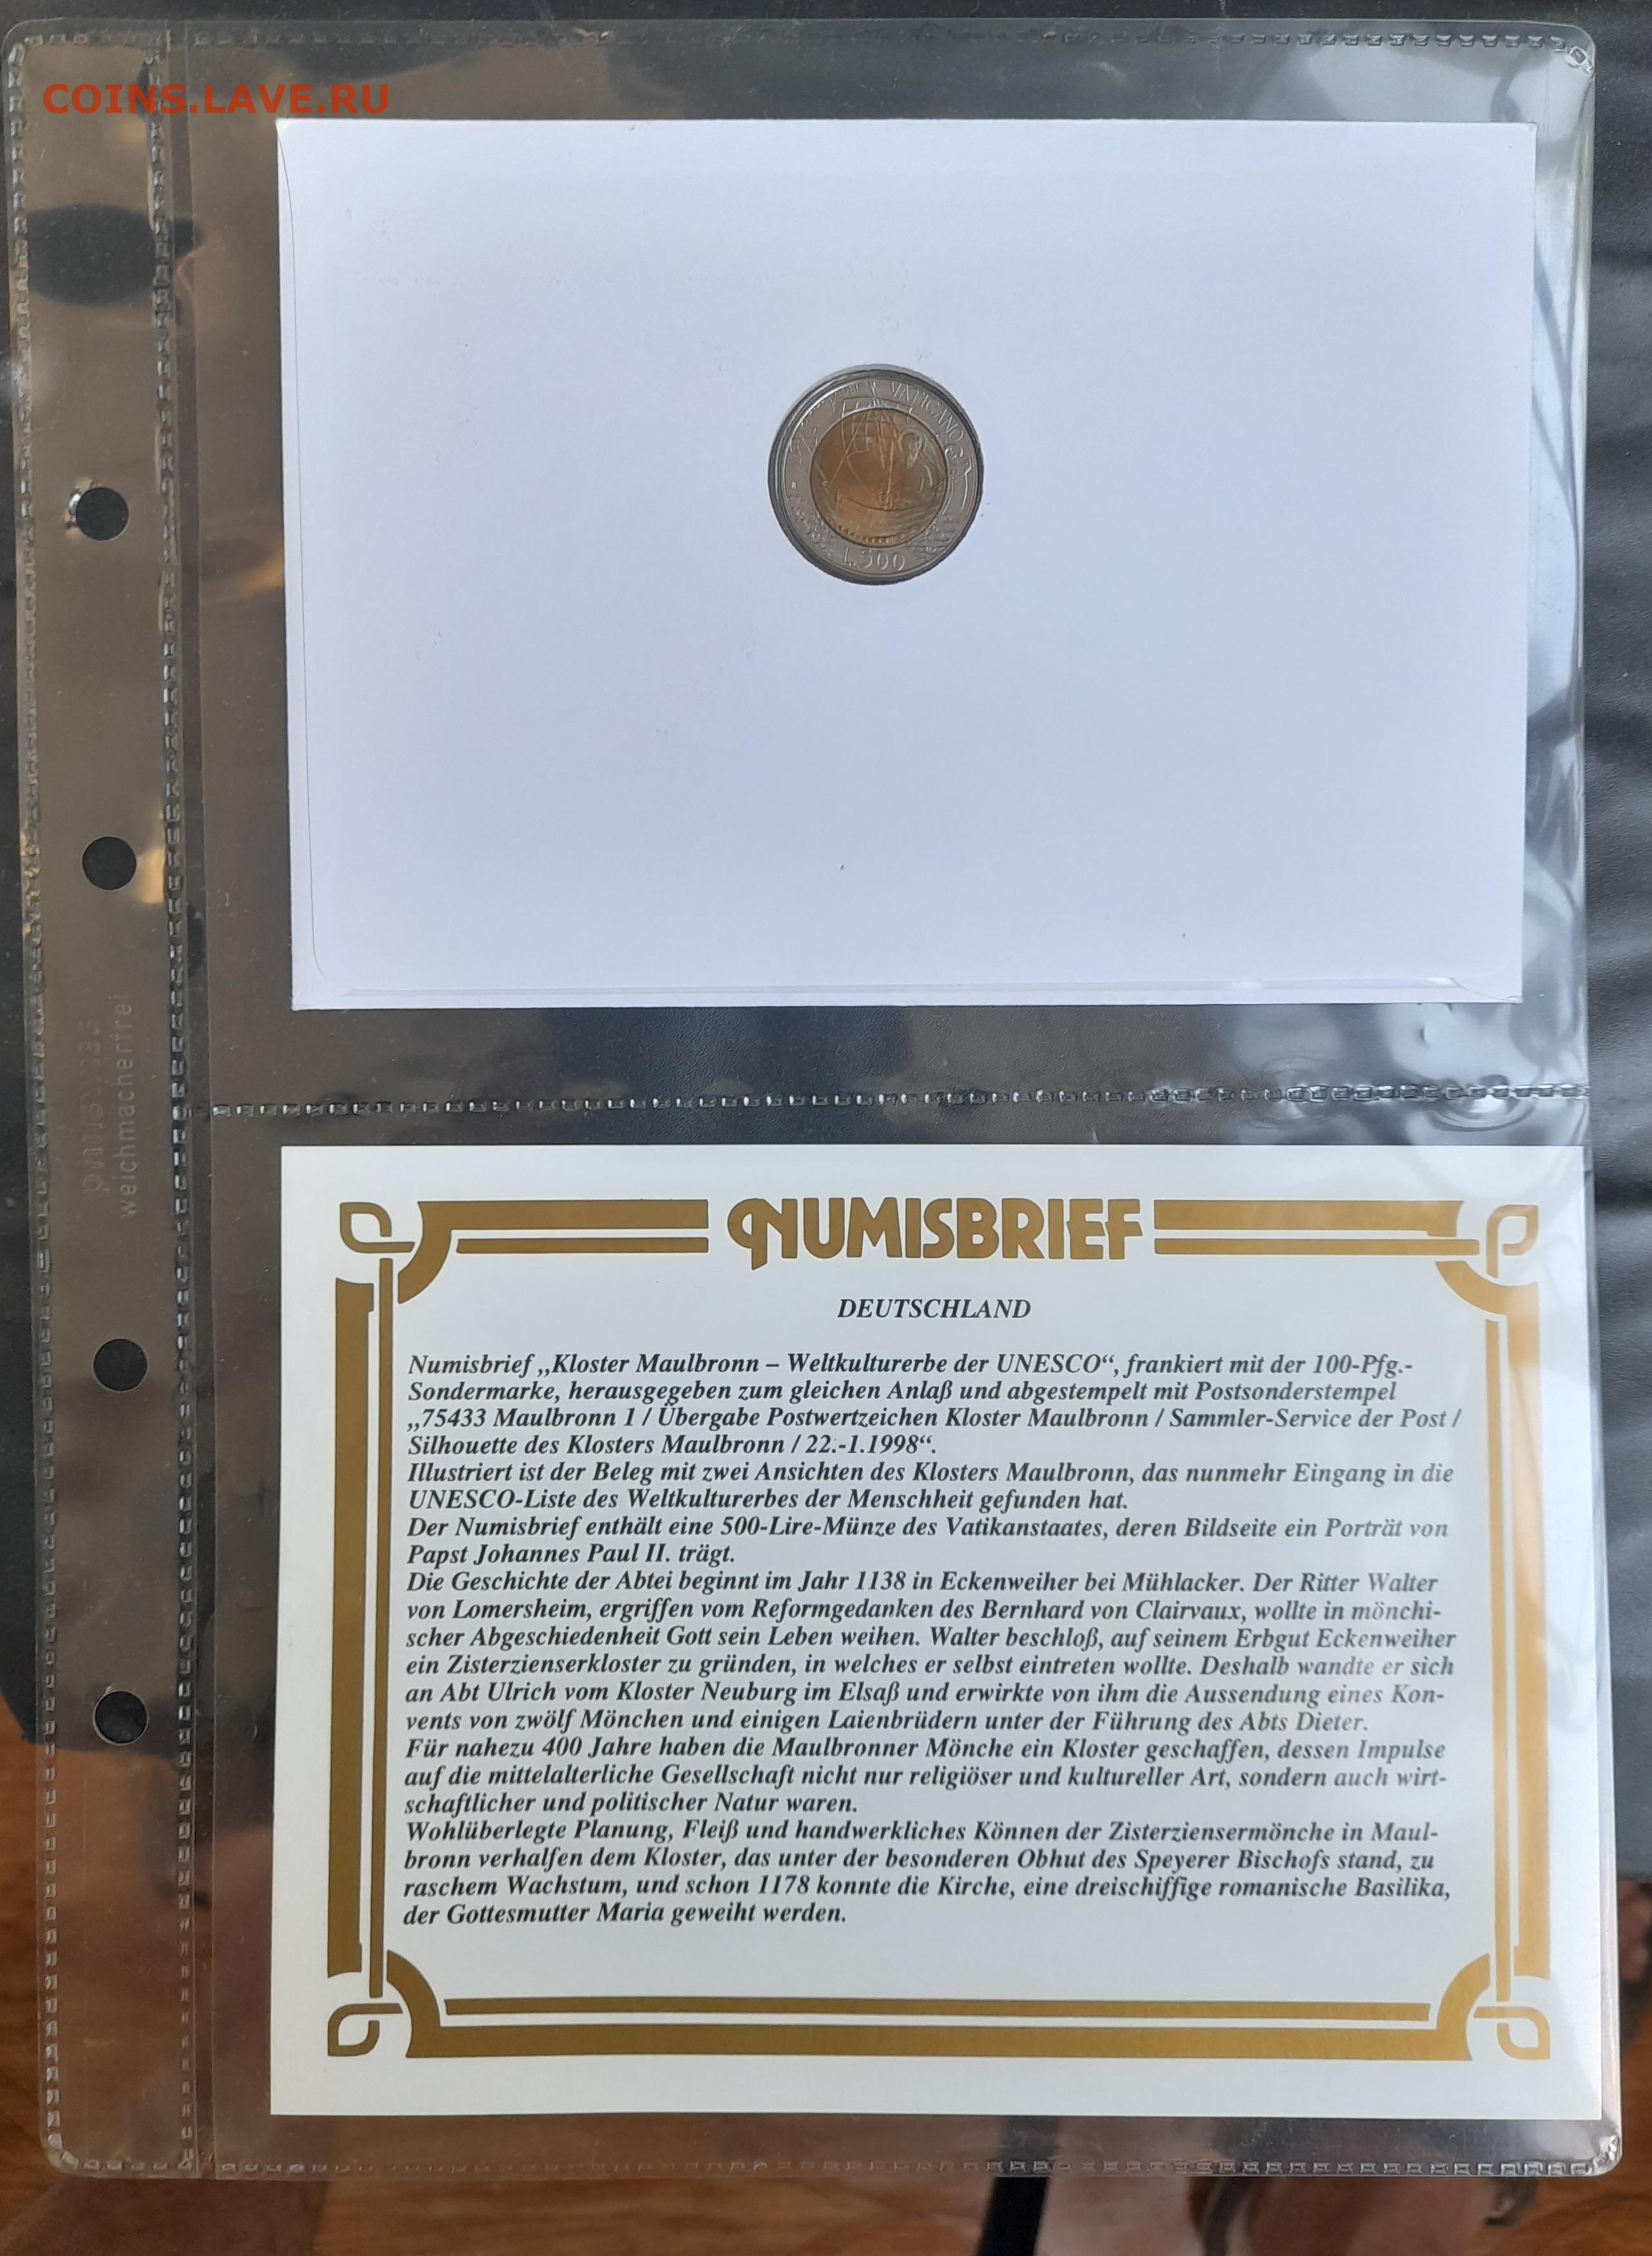 COINS.LAVE.RU
VATICANO
L.500
weichmacherfrei
NUMISBRIEF
DEUTSCHLAND
Numisbrief „Kloster Maulbronn – Weltkulturerbe der UNESCO“, frankiert mit der 100-Pfg.-
Sondermarke, herausgegeben zum gleichen Anlaß und abgestempelt mit Postsonderstempel
„75433 Maulbronn 1 / Übergabe Postwertzeichen Kloster Maulbronn / Sammler-Service der Post /
Silhouette des Klosters Maulbronn / 22.-1.1998“.
Illustriert ist der Beleg mit zwei Ansichten des Klosters Maulbronn, das nunmehr Eingang in die
UNESCO-Liste des Weltkulturerbes der Menschheit gefunden hat.
Der Numisbrief enthält eine 500-Lire-Münze des Vatikanstaates, deren Bildseite ein Porträt von
Papst Johannes Paul II. trägt.
Die Geschichte der Abtei beginnt im Jahr 1138 in Eckenweiher bei Mühlacker. Der Ritter Walter
von Lomersheim, ergriffen vom Reformgedanken des Bernhard von Clairvaux, wollte in mönchi-
scher Abgeschiedenheit Gott sein Leben weihen. Walter beschloß, auf seinem Erbgut Eckenweiher
ein Zisterzienserkloster zu gründen, in welches er selbst eintreten wollte. Deshalb wandte er sich
an Abt Ulrich vom Kloster Neuburg im Elsaß und erwirkte von ihm die Aussendung eines Kon-
vents von zwölf Mönchen und einigen Laienbrüdern unter der Führung des Abts Dieter.
Für nahezu 400 Jahre haben die Maulbronner Mönche ein Kloster geschaffen, dessen Impulse
auf die mittelalterliche Gesellschaft nicht nur religiöser und kultureller Art, sondern auch wirt-
schaftlicher und politischer Natur waren.
Wohlüberlegte Planung, Fleiß und handwerkliches Können der Zisterziensermönche in Maul-
bronn verhalfen dem Kloster, das unter der besonderen Obhut des Speyerer Bischofs stand, zu
raschem Wachstum, und schon 1178 konnte die Kirche, eine dreischiffige romanische Basilika,
der Gottesmutter Maria geweiht werden.